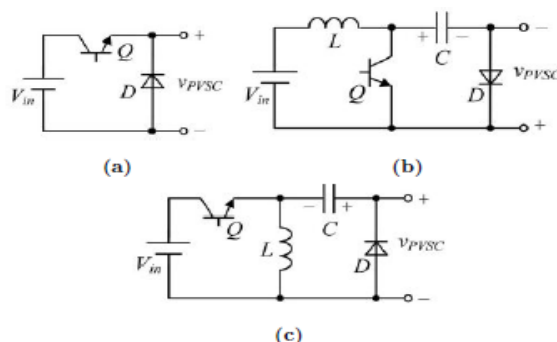 Q
+
V_in
D
v_PVSC
−
(a)
L
+ C −
−
Q
V_in
D
v_PVSC
+
(b)
Q
− C +
+
V_in
L
D
v_PVSC
−
(c)